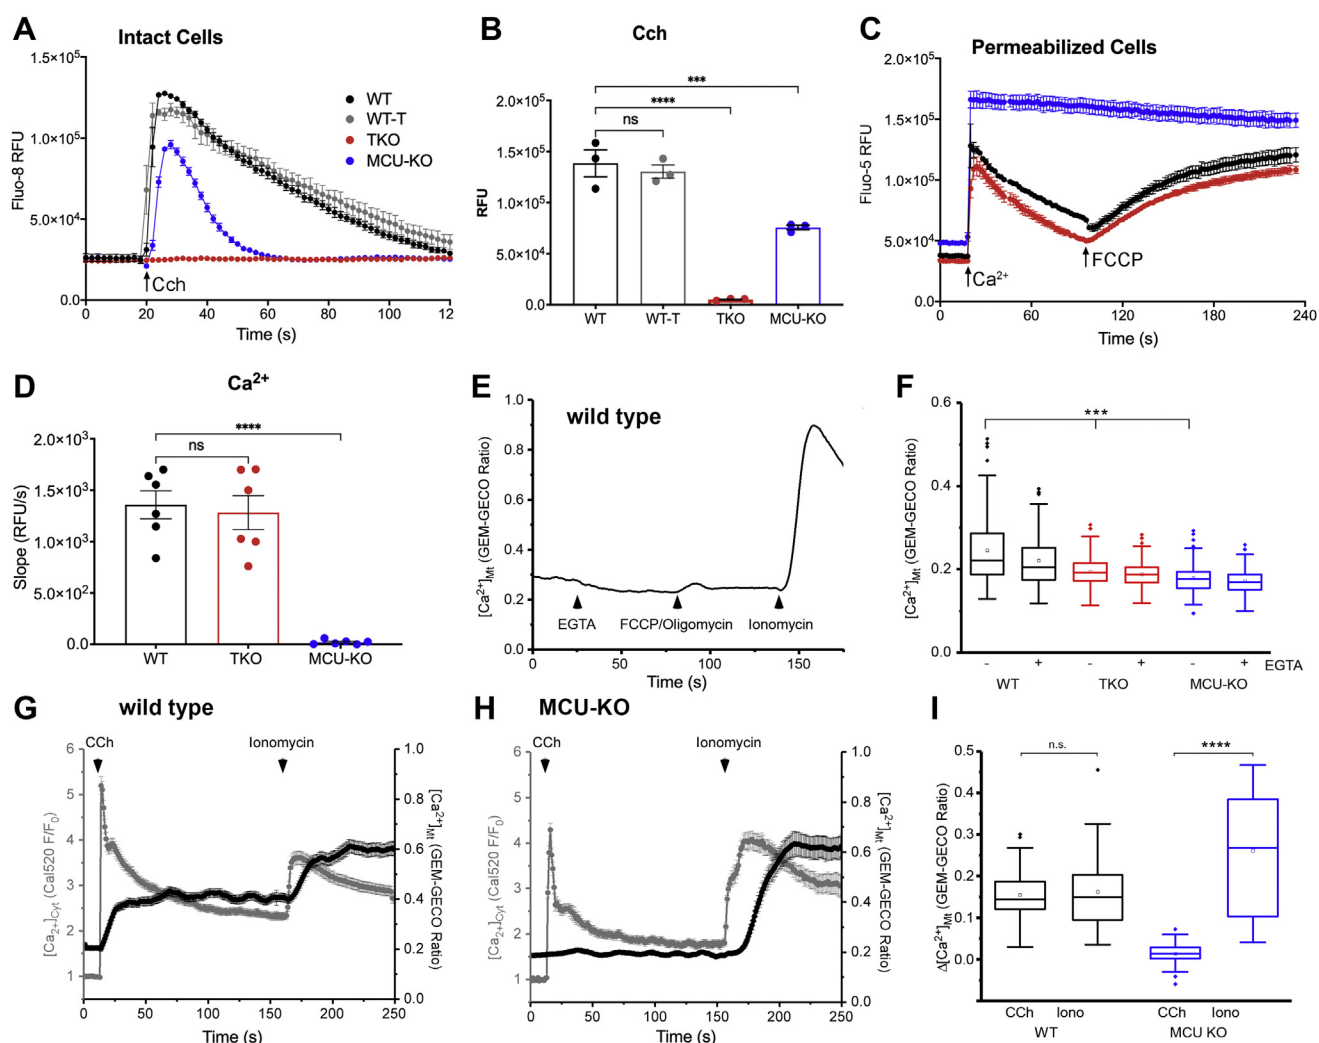 A
Intact Cells
1.5×10⁵
1.0×10⁵
5.0×10⁴
0.0
Fluo-8 RFU
WT
WT-T
TKO
MCU-KO
Cch
0 20 40 60 80 100 12
Time (s)
B
Cch
***
****
ns
2.0×10⁵
1.5×10⁵
1.0×10⁵
5.0×10⁴
0.0
RFU
WT WT-T TKO MCU-KO
C
Permeabilized Cells
2.0×10⁵
1.5×10⁵
1.0×10⁵
5.0×10⁴
0.0
Fluo-5 RFU
Ca²⁺
FCCP
0 60 120 180 240
Time (s)
D
Ca²⁺
****
ns
2.0×10³
1.5×10³
1.0×10³
5.0×10²
0.0
Slope (RFU/s)
WT TKO MCU-KO
E
wild type
1.0
0.8
0.6
0.4
0.2
0.0
[Ca²⁺]Mt (GEM-GECO Ratio)
EGTA FCCP/Oligomycin Ionomycin
0 50 100 150
Time (s)
F
***
0.6
0.4
0.2
0.0
[Ca²⁺]Mt (GEM-GECO Ratio)
- + - + - + EGTA
WT TKO MCU-KO
G
wild type
CCh Ionomycin
6
5
4
3
2
1
[Ca2+]Cyt (Cal520 F/F0)
1.0
0.8
0.6
0.4
0.2
0.0
[Ca²⁺]Mt (GEM-GECO Ratio)
0 50 100 150 200 250
Time (s)
H
MCU-KO
CCh Ionomycin
6
5
4
3
2
1
[Ca2+]Cyt (Cal520 F/F0)
1.0
0.8
0.6
0.4
0.2
0.0
[Ca²⁺]Mt (GEM-GECO Ratio)
0 50 100 150 200 250
Time (s)
I
n.s. ****
0.5
0.4
0.3
0.2
0.1
0.0
Δ[Ca²⁺]Mt (GEM-GECO Ratio)
CCh Iono CCh Iono
WT MCU KO